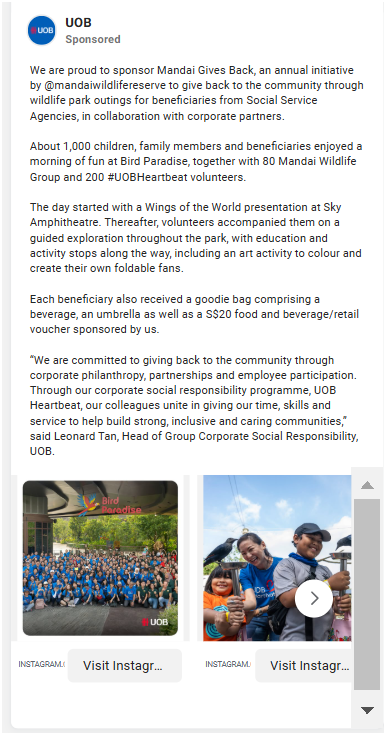 UOB
UOB
Sponsored
We are proud to sponsor Mandai Gives Back, an annual initiative
by @mandaiwildlifereserve to give back to the community through
wildlife park outings for beneficiaries from Social Service
Agencies, in collaboration with corporate partners.
About 1,000 children, family members and beneficiaries enjoyed a
morning of fun at Bird Paradise, together with 80 Mandai Wildlife
Group and 200 #UOBHeartbeat volunteers.
The day started with a Wings of the World presentation at Sky
Amphitheatre. Thereafter, volunteers accompanied them on a
guided exploration throughout the park, with education and
activity stops along the way, including an art activity to colour and
create their own foldable fans.
Each beneficiary also received a goodie bag comprising a
beverage, an umbrella as well as a S$20 food and beverage/retail
voucher sponsored by us.
“We are committed to giving back to the community through
corporate philanthropy, partnerships and employee participation.
Through our corporate social responsibility programme, UOB
Heartbeat, our colleagues unite in giving our time, skills and
service to help build strong, inclusive and caring communities,”
said Leonard Tan, Head of Group Corporate Social Responsibility,
UOB.
Bird
Paradise
UOB
INSTAGRAM.C Visit Instagr... INSTAGRAM. Visit Instagr...